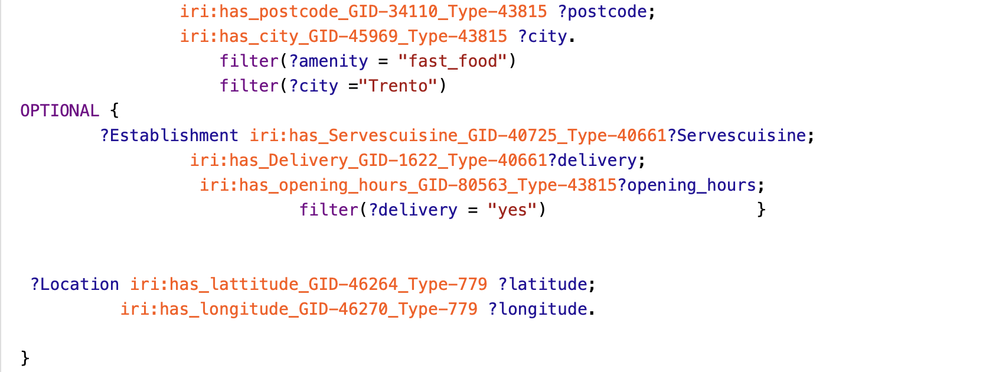 iri:has_postcode_GID-34110_Type-43815 ?postcode;
iri:has_city_GID-45969_Type-43815 ?city.
filter(?amenity = "fast_food")
filter(?city ="Trento")
OPTIONAL {
?Establishment iri:has_Servescuisine_GID-40725_Type-40661?Servescuisine;
iri:has_Delivery_GID-1622_Type-40661?delivery;
iri:has_opening_hours_GID-80563_Type-43815?opening_hours;
filter(?delivery = "yes") }
?Location iri:has_lattitude_GID-46264_Type-779 ?latitude;
iri:has_longitude_GID-46270_Type-779 ?longitude.
}